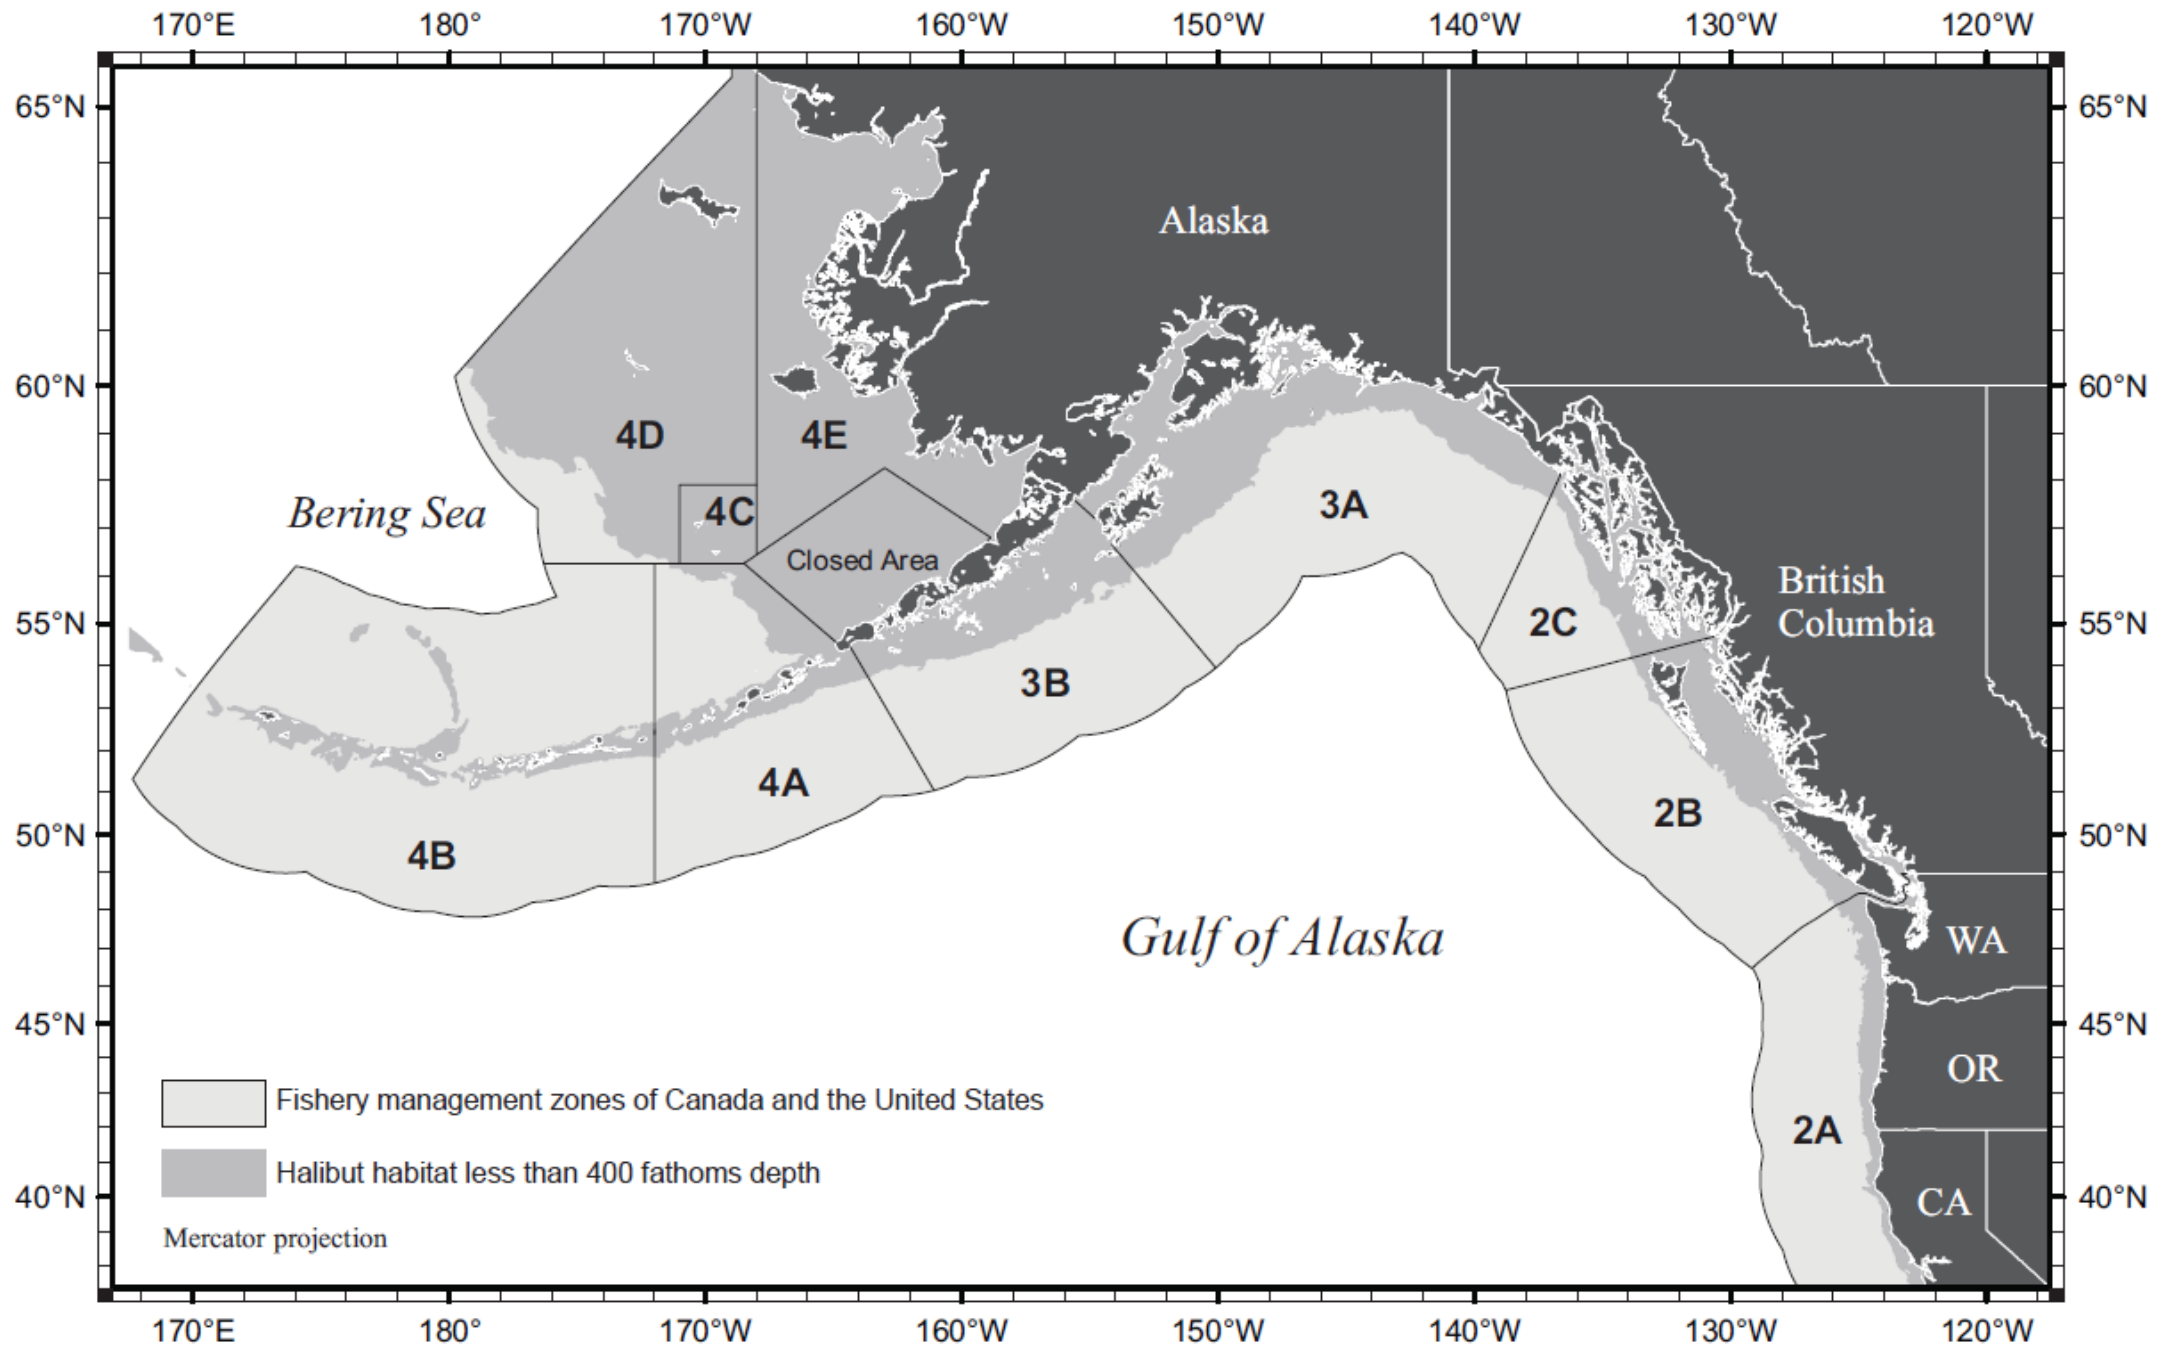 170°E 180° 170°W 160°W 150°W 140°W 130°W 120°W
65°N 65°N
Alaska
60°N 60°N
4D 4E
4C 3A
Bering Sea
Closed Area
British
Columbia
55°N 2C 55°N
3B
4A
2B
50°N 50°N
4B
Gulf of Alaska
WA
45°N 45°N
OR
Fishery management zones of Canada and the United States
2A
Halibut habitat less than 400 fathoms depth
40°N CA 40°N
Mercator projection
170°E 180° 170°W 160°W 150°W 140°W 130°W 120°W